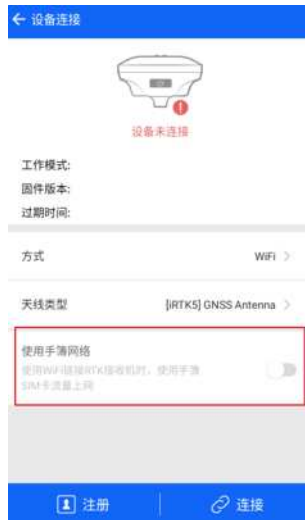 设备连接
设备未连接
工作模式:
固件版本:
过期时间:
方式 WiFi
天线类型 [iRTK5] GNSS Antenna
使用手簿网络
使用WiFi链接RTK接收机时,使用手簿
SIM卡流量上网
注册 连接